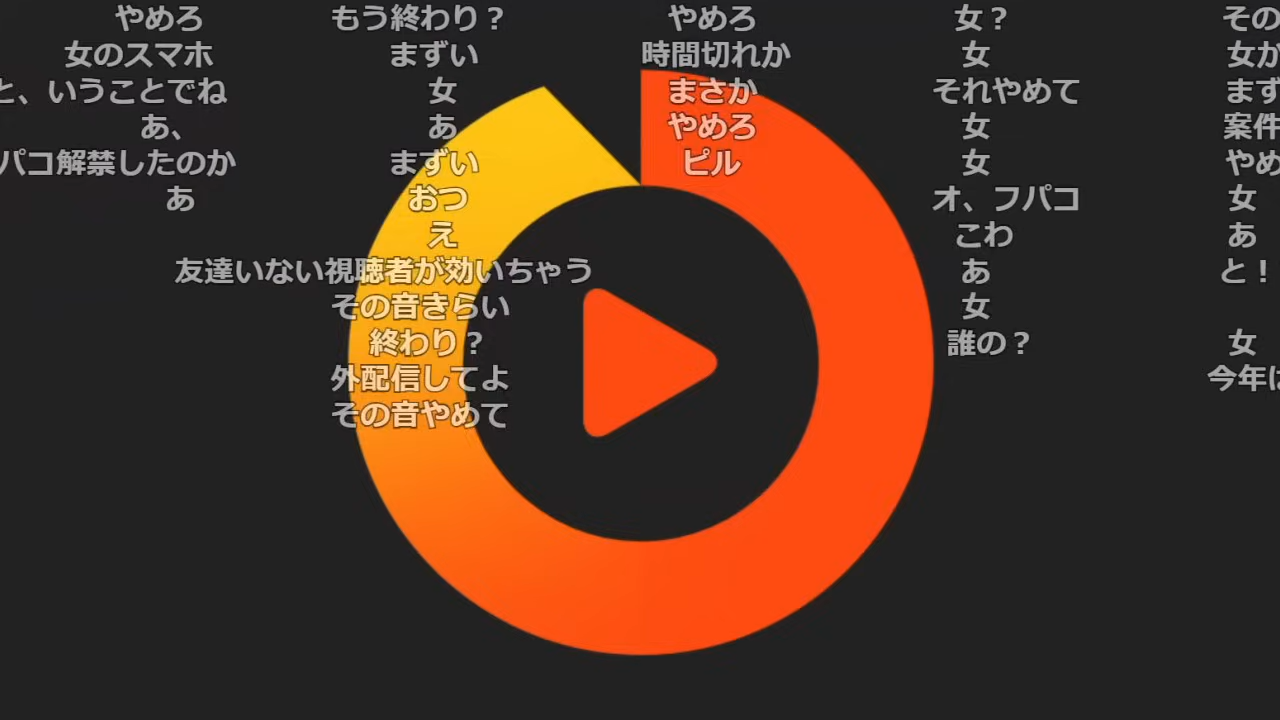 やめろ
もう終わり？
やめろ
女？
その
女のスマホ
まずい
時間切れか
女
女か
と、いうことでね
女
まさか
それやめて
まず
あ、
あ
やめろ
女
案件
パコ解禁したのか
まずい
ピル
女
やめ
あ
おつ
オ、フパコ
女
え
こわ
あ
友達いない視聴者が効いちゃう
あ
と！
その音きらい
女
終わり？
誰の？
女
外配信してよ
今年に
その音やめて